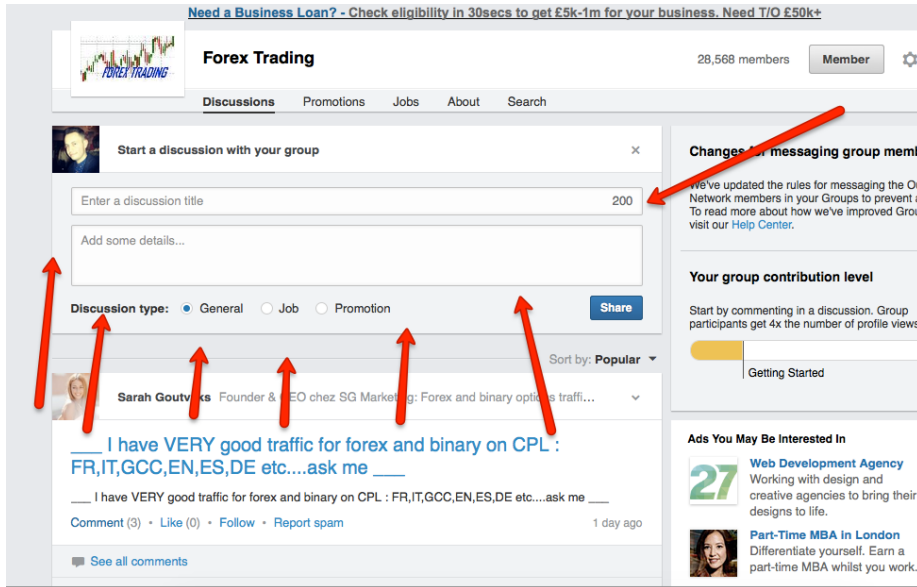 Need a Business Loan? - Check eligibility in 30secs to get £5k-1m for your business. Need T/O £50k+
FOREX TRADING
Forex Trading
28,568 members
Member
Discussions Promotions Jobs About Search
Start a discussion with your group
×
Enter a discussion title
200
Add some details...
Discussion type: General Job Promotion
Share
Sort by: Popular
Sarah Founder & CEO chez SG Marketing: Forex and binary options traffi...
___ I have VERY good traffic for forex and binary on CPL :
FR,IT,GCC,EN,ES,DE etc....ask me ___
___ I have VERY good traffic for forex and binary on CPL : FR,IT,GCC,EN,ES,DE etc....ask me ___
Comment (3) • Like (0) • Follow • Report spam
1 day ago
See all comments
Changes for messaging group memb
We've updated the rules for messaging the O
Network members in your Groups to prevent a
To read more about how we've improved Grou
visit our Help Center.
Your group contribution level
Start by commenting in a discussion. Group
participants get 4x the number of profile views
Getting Started
Ads You May Be Interested In
27
Web Development Agency
Working with design and
creative agencies to bring their
designs to life.
Part-Time MBA in London
Differentiate yourself. Earn a
part-time MBA whilst you work.